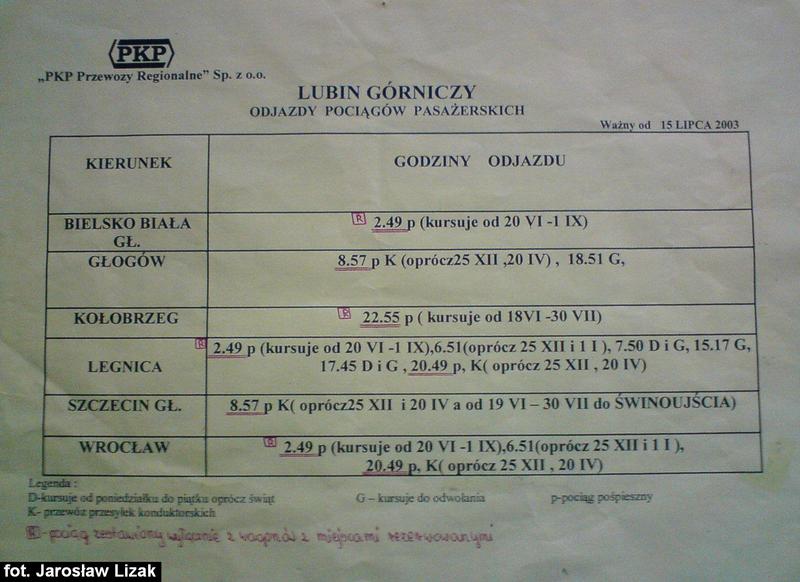 PKP
„PKP Przewozy Regionalne” Sp. z o.o.
LUBIN GÓRNICZY
ODJAZDY POCIĄGÓW PASAŻERSKICH
Ważny od 15 LIPCA 2003
KIERUNEK GODZINY ODJAZDU
BIELSKO BIAŁA R 2.49 p (kursuje od 20 VI -1 IX)
GŁ.
GŁOGÓW 8.57 p K (oprócz25 XII ,20 IV) , 18.51 G,
KOŁOBRZEG R 22.55 p ( kursuje od 18VI -30 VII)
R 2.49 p (kursuje od 20 VI -1 IX),6.51(oprócz 25 XII i 1 I ), 7.50 D i G, 15.17 G,
LEGNICA 17.45 D i G , 20.49 p, K( oprócz 25 XII , 20 IV)
SZCZECIN GŁ. 8.57 p K( oprócz25 XII i 20 IV a od 19 VI – 30 VII do ŚWINOUJŚCIA)
WROCŁAW R 2.49 p (kursuje od 20 VI -1 IX),6.51(oprócz 25 XII i 1 I ),
20.49 p, K( oprócz 25 XII , 20 IV)
Legenda :
D-kursuje od poniedziałku do piątku oprócz świąt G – kursuje do odwołania p-pociąg pośpieszny
K- przewóz przesyłek konduktorskich
R - pociąg zestawiony wyłącznie z wagonów z miejscami rezerwowanymi
fot. Jarosław Lizak